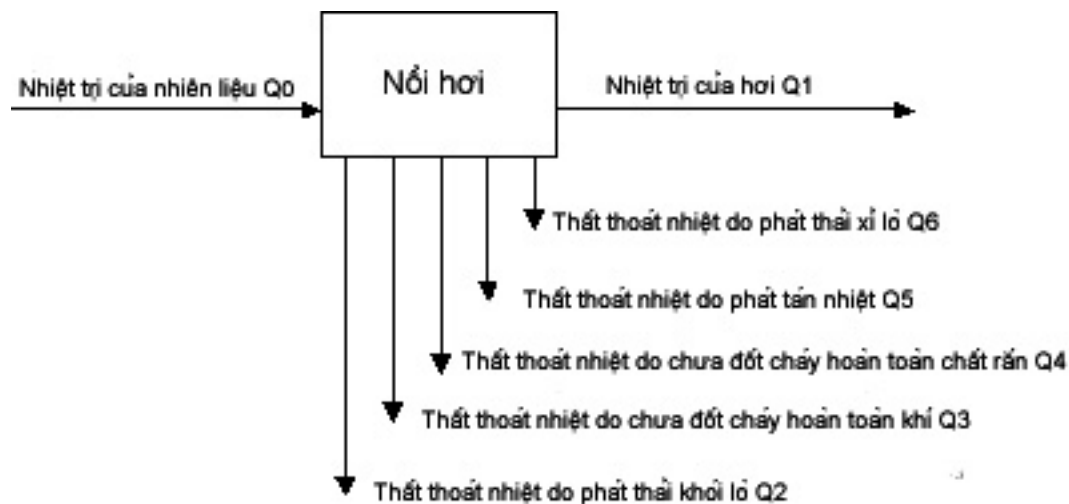 Nồi hơi
Nhiệt trị của nhiên liệu Q0
Nhiệt trị của hơi Q1
Thất thoát nhiệt do phát thải xỉ lò Q6
Thất thoát nhiệt do phát tán nhiệt Q5
Thất thoát nhiệt do chưa đốt cháy hoàn toàn chất rắn Q4
Thất thoát nhiệt do chưa đốt cháy hoàn toàn khí Q3
Thất thoát nhiệt do phát thải khói lò Q2